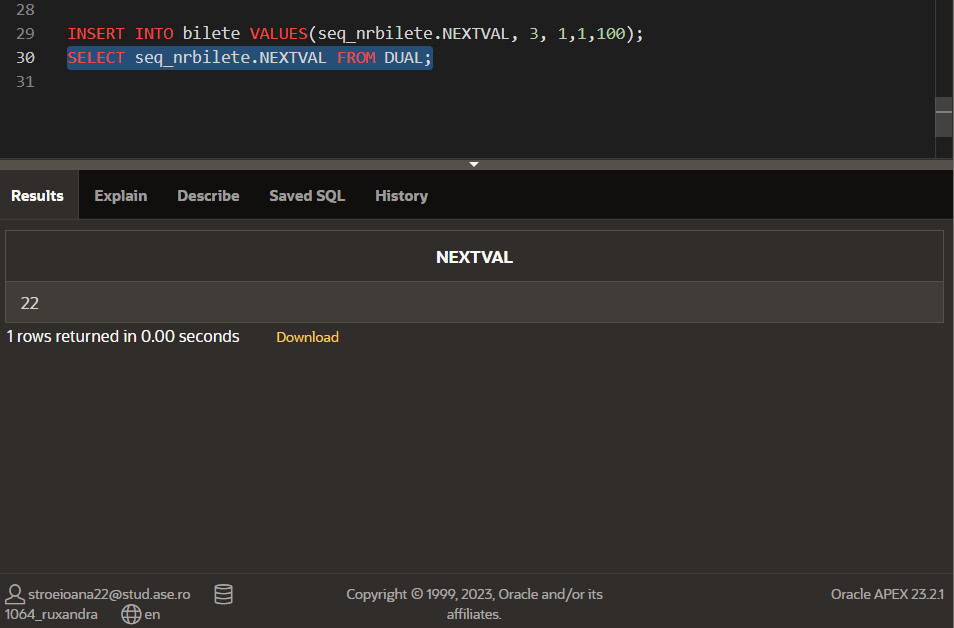 28
29 INSERT INTO bilete VALUES(seq_nrbilete.NEXTVAL, 3, 1,1,100);
30 SELECT seq_nrbilete.NEXTVAL FROM DUAL;
31
Results Explain Describe Saved SQL History
NEXTVAL
22
1 rows returned in 0.00 seconds Download
stroeioana22@stud.ase.ro
1064_ruxandra en
Copyright © 1999, 2023, Oracle and/or its
affiliates.
Oracle APEX 23.2.1